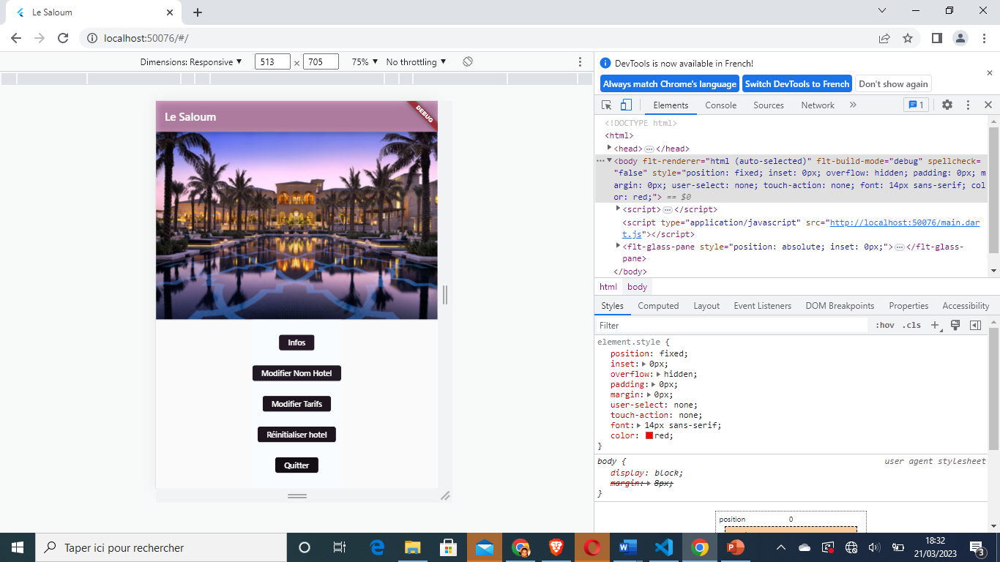 Le Saloum
localhost:50076/#/
Dimensions: Responsive ▼ 513 × 705 75% ▼ No throttling ▼
DevTools is now available in French!
Always match Chrome's language Switch DevTools to French Don't show again
Elements Console Sources Network » 1
Le Saloum
DEBUG
Infos
Modifier Nom Hotel
Modifier Tarifs
Réinitialiser hotel
Quitter
<!DOCTYPE html>
<html>
<head> ⋯ </head>
⋯ <body flt-renderer="html (auto-selected)" flt-build-mode="debug" spellcheck=
"false" style="position: fixed; inset: 0px; overflow: hidden; padding: 0px; m
argin: 0px; user-select: none; touch-action: none; font: 14px sans-serif; col
or: red;"> == $0
<script> ⋯ </script>
<script type="application/javascript" src="http://localhost:50076/main.dar
t.js"></script>
<flt-glass-pane style="position: absolute; inset: 0px;"> ⋯ </flt-glass-
pane>
</body>
html body
Styles Computed Layout Event Listeners DOM Breakpoints Properties Accessibility
Filter :hov .cls +
element.style {
position: fixed;
inset: 0px;
overflow: hidden;
padding: 0px;
margin: 0px;
user-select: none;
touch-action: none;
font: 14px sans-serif;
color: red;
}
body { user agent stylesheet
display: block;
margin: 8px;
}
position 0
Taper ici pour rechercher
18:32
21/03/2023
3